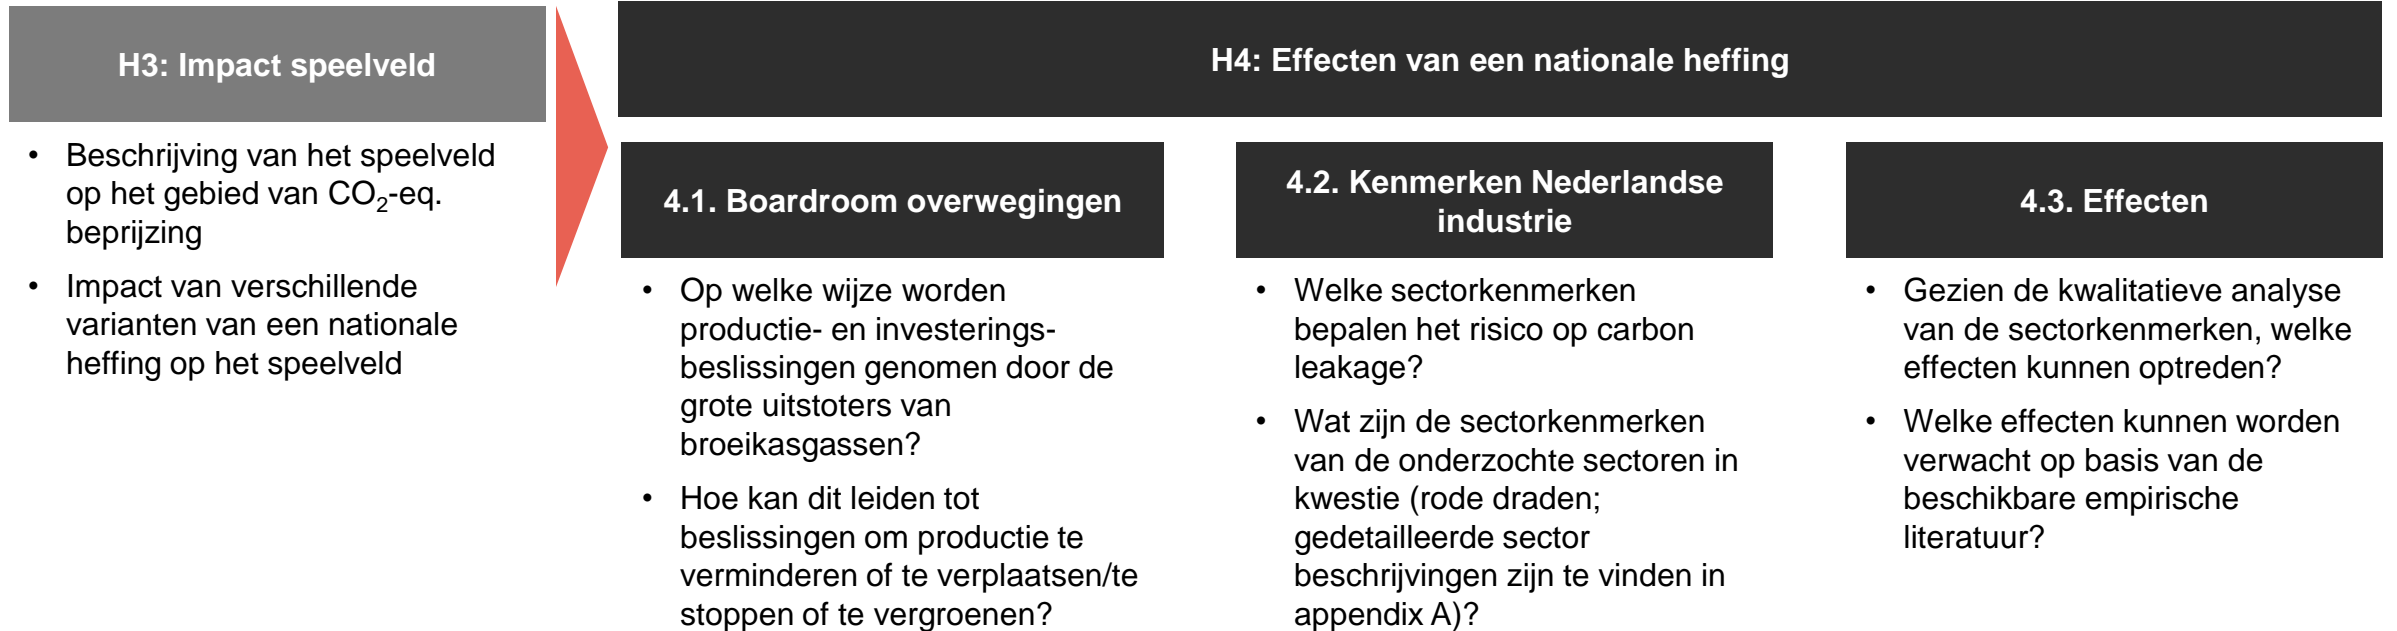 H3: Impact speelveld
• Beschrijving van het speelveld
op het gebied van CO₂-eq.
beprijzing
• Impact van verschillende
varianten van een nationale
heffing op het speelveld
H4: Effecten van een nationale heffing
4.1. Boardroom overwegingen
• Op welke wijze worden
productie- en investerings-
beslissingen genomen door de
grote uitstoters van
broeikasgassen?
• Hoe kan dit leiden tot
beslissingen om productie te
verminderen of te verplaatsen/te
stoppen of te vergroenen?
4.2. Kenmerken Nederlandse
industrie
• Welke sectorkenmerken
bepalen het risico op carbon
leakage?
• Wat zijn de sectorkenmerken
van de onderzochte sectoren in
kwestie (rode draden;
gedetailleerde sector
beschrijvingen zijn te vinden in
appendix A)?
4.3. Effecten
• Gezien de kwalitatieve analyse
van de sectorkenmerken, welke
effecten kunnen optreden?
• Welke effecten kunnen worden
verwacht op basis van de
beschikbare empirische
literatuur?